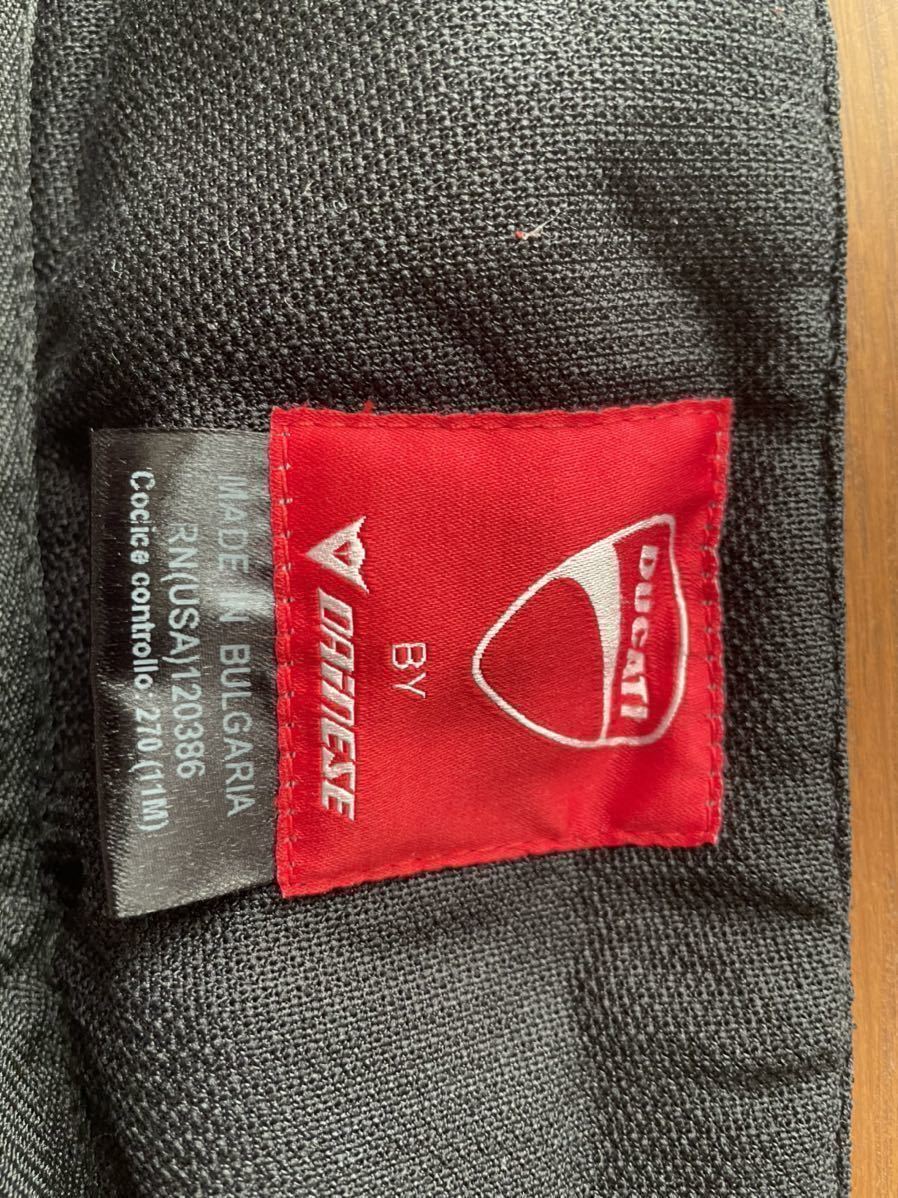 DUCATI
BY
DAINESE
MADE IN BULGARIA
RN(USA)120386
Cocice controllo, 270 (11M)